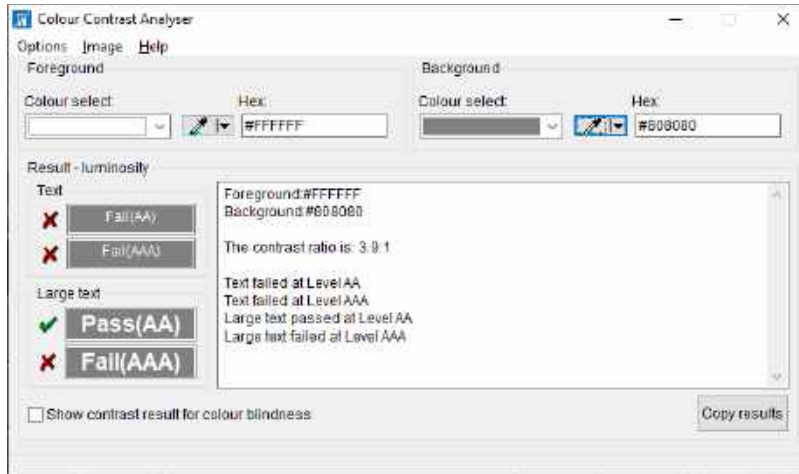 Colour Contrast Analyser
Options Image Help
Foreground
Background
Colour select:
Hex:
Colour select:
Hex:
#FFFFFF
#808080
Result - luminosity
Text
Fail(AA)
Fail(AAA)
Large text
Pass(AA)
Fail(AAA)
Foreground:#FFFFFF
Background:#808080
The contrast ratio is: 3.9:1
Text failed at Level AA
Text failed at Level AAA
Large text passed at Level AA
Large text failed at Level AAA
Show contrast result for colour blindness
Copy results